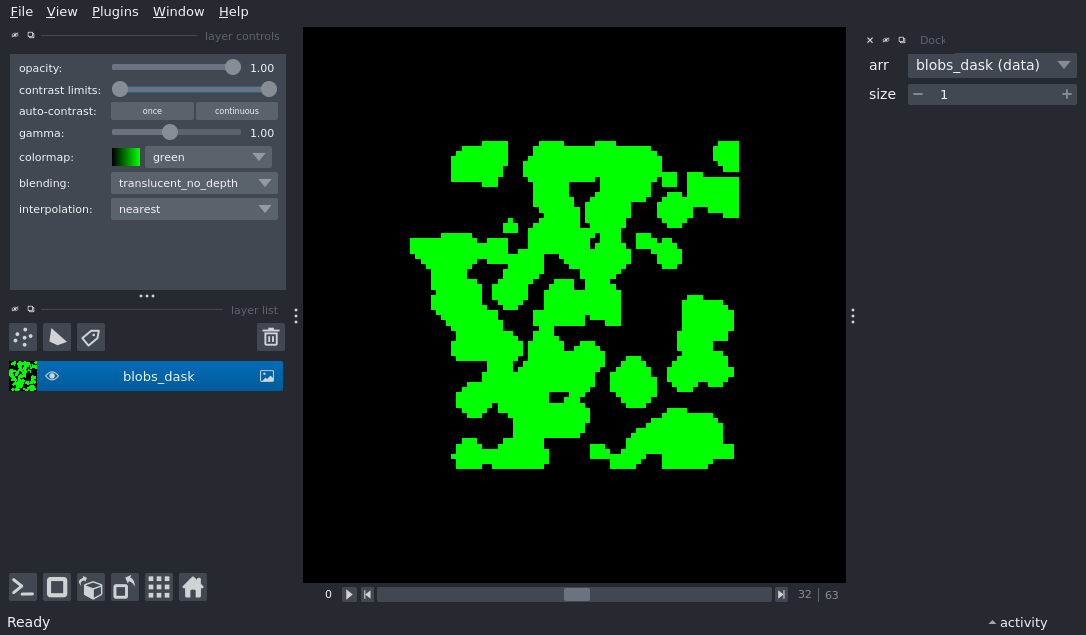 File View Plugins Window Help
layer controls
opacity: 1.00
contrast limits:
auto-contrast: once continuous
gamma: 1.00
colormap: green
blending: translucent_no_depth
interpolation: nearest
layer list
blobs_dask
0 32 63
Ready
Dock
arr blobs_dask (data)
size 1
activity